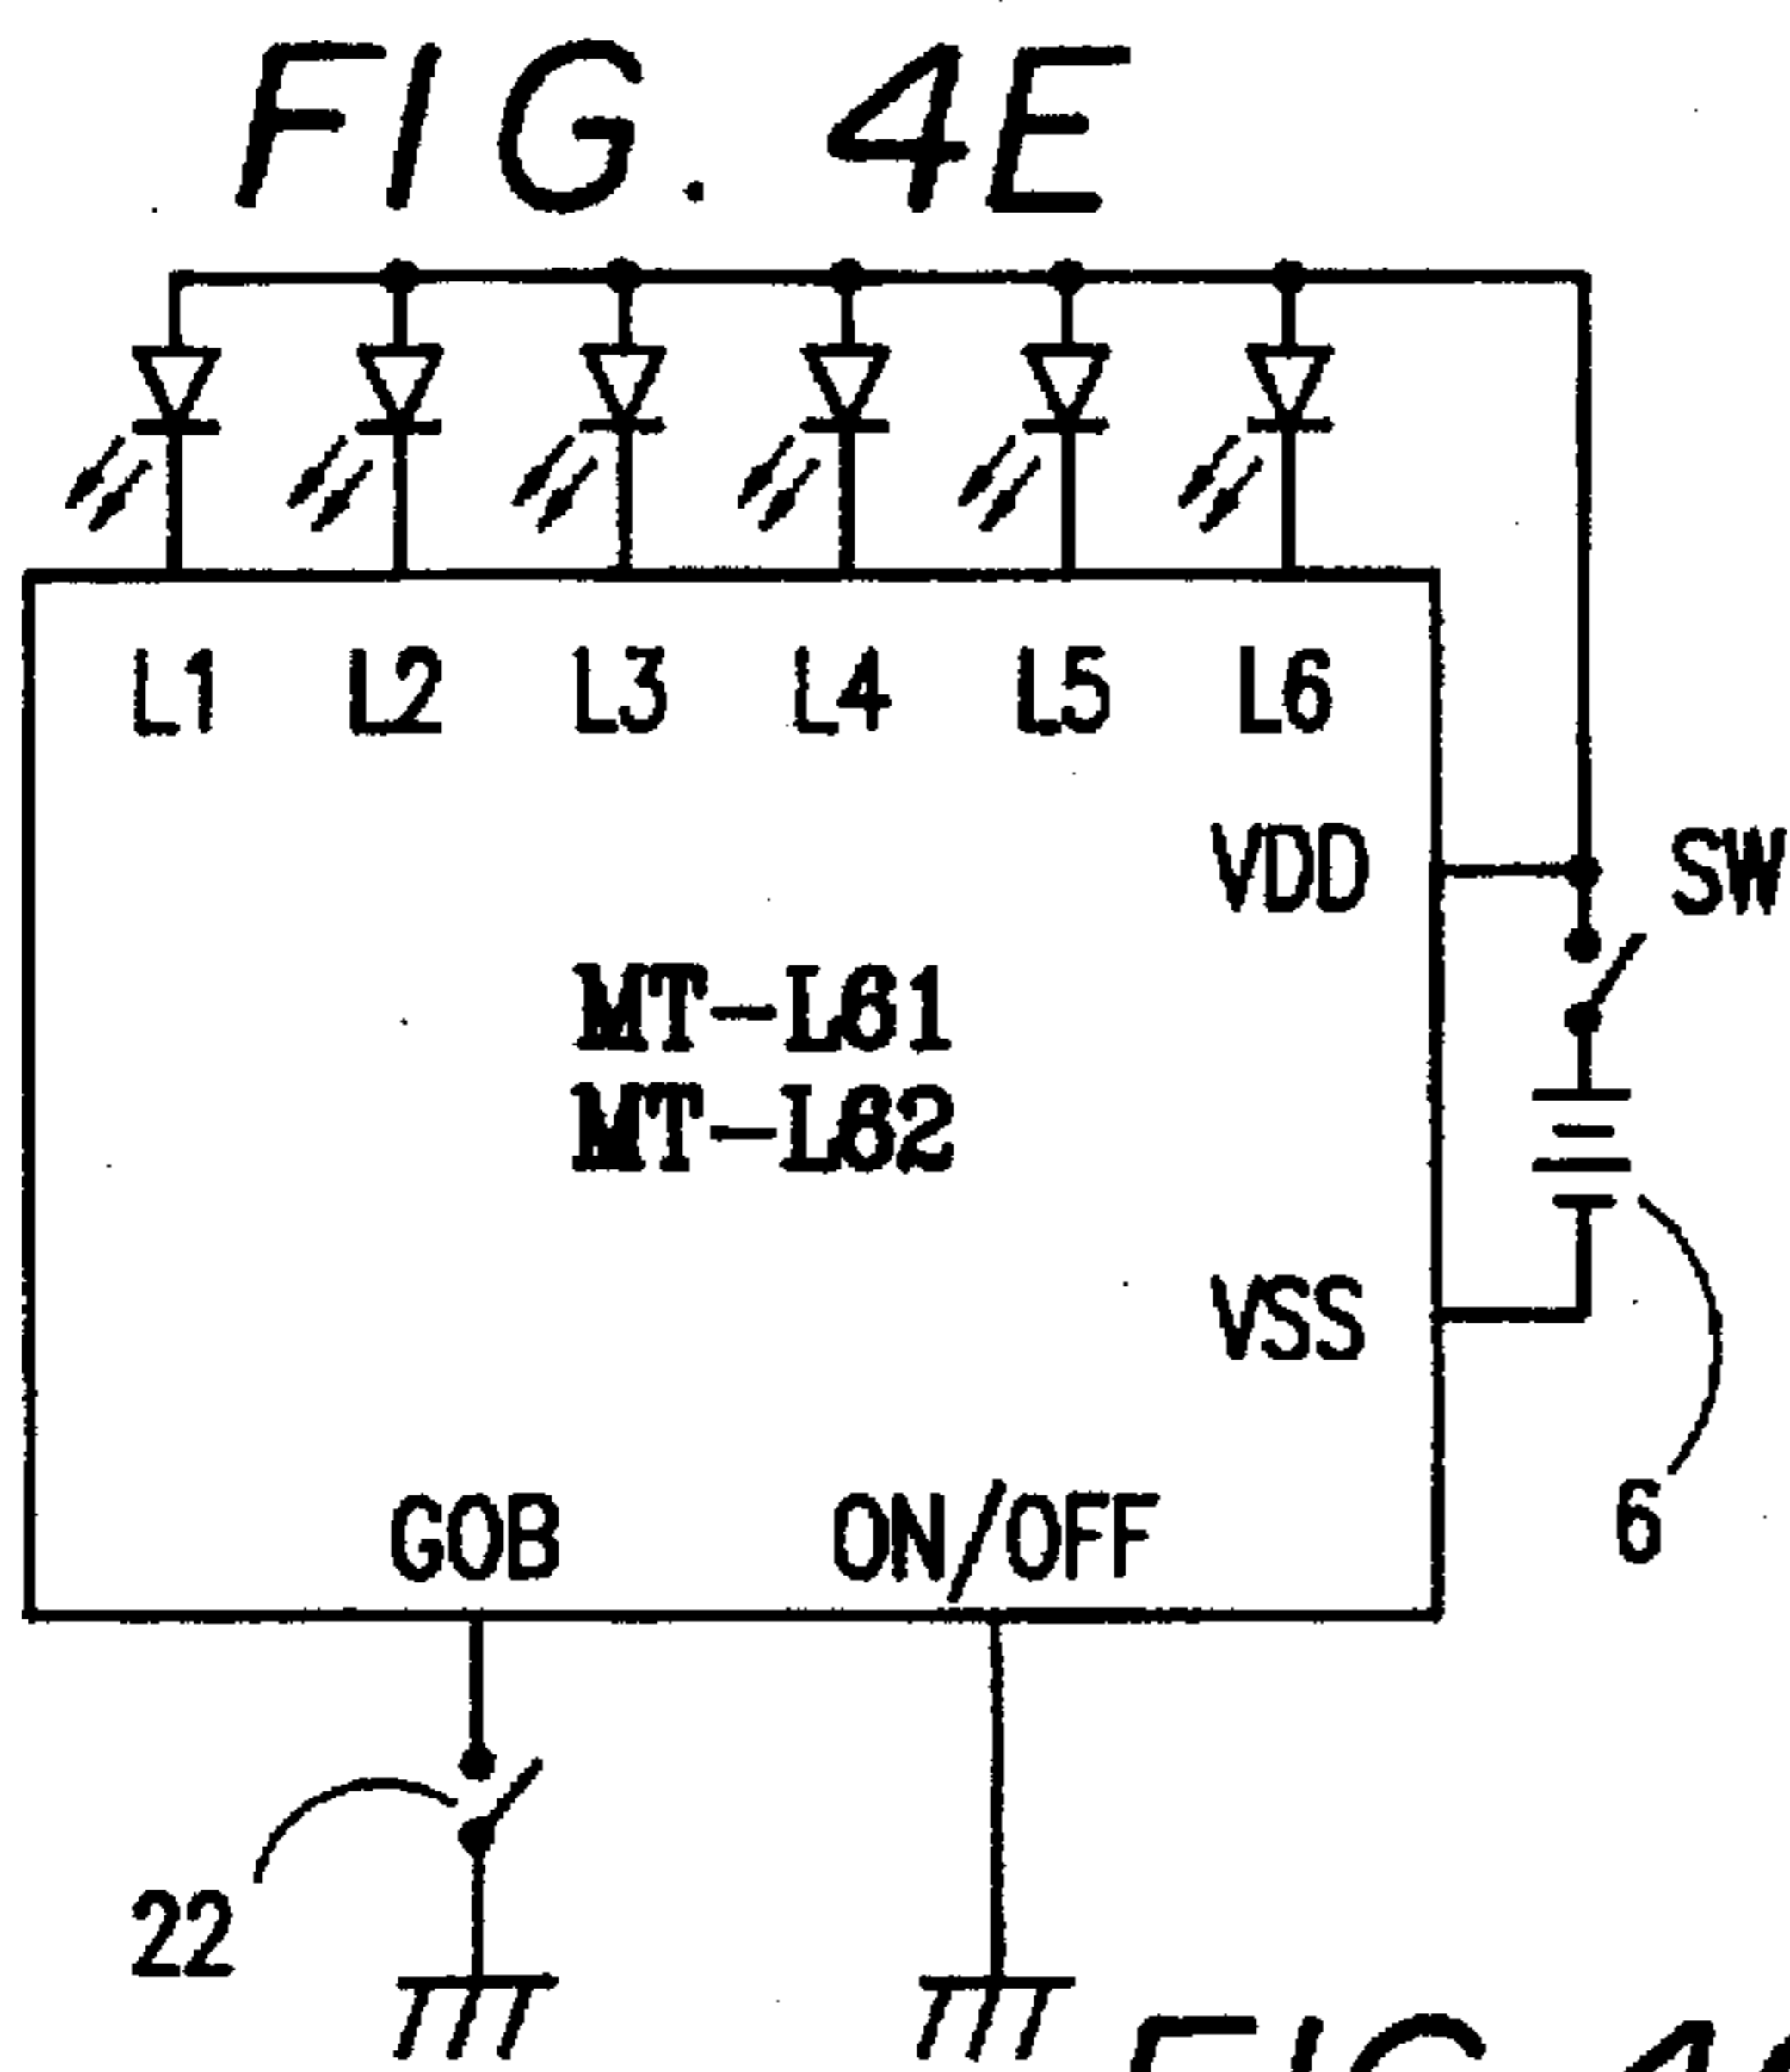 FIG. 4E
L1 L2 L3 L4 L5 L6
VDD SW
MT-L61
MT-L62
VSS
GOB ON/OFF 6
22